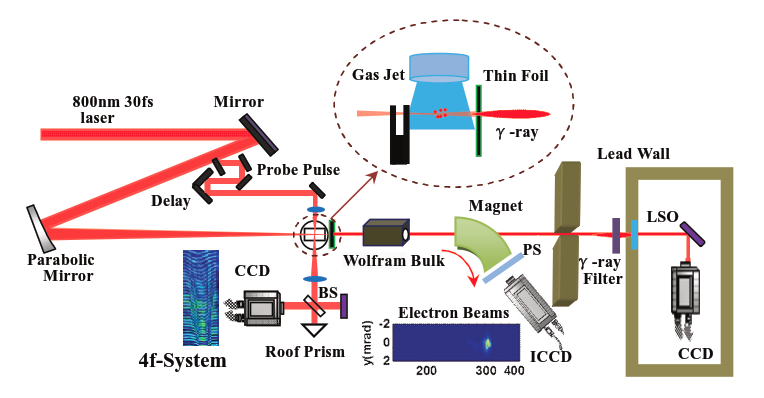 Gas Jet
Thin Foil
γ -ray
800nm 30fs
laser
Mirror
Probe Pulse
Delay
Lead Wall
Magnet
LSO
PS
Parabolic
Mirror
Wolfram Bulk
γ -ray
Filter
CCD
BS
Electron Beams
ICCD
CCD
4f-System
Roof Prism
y(mrad)
-2
0
2
200
300
400